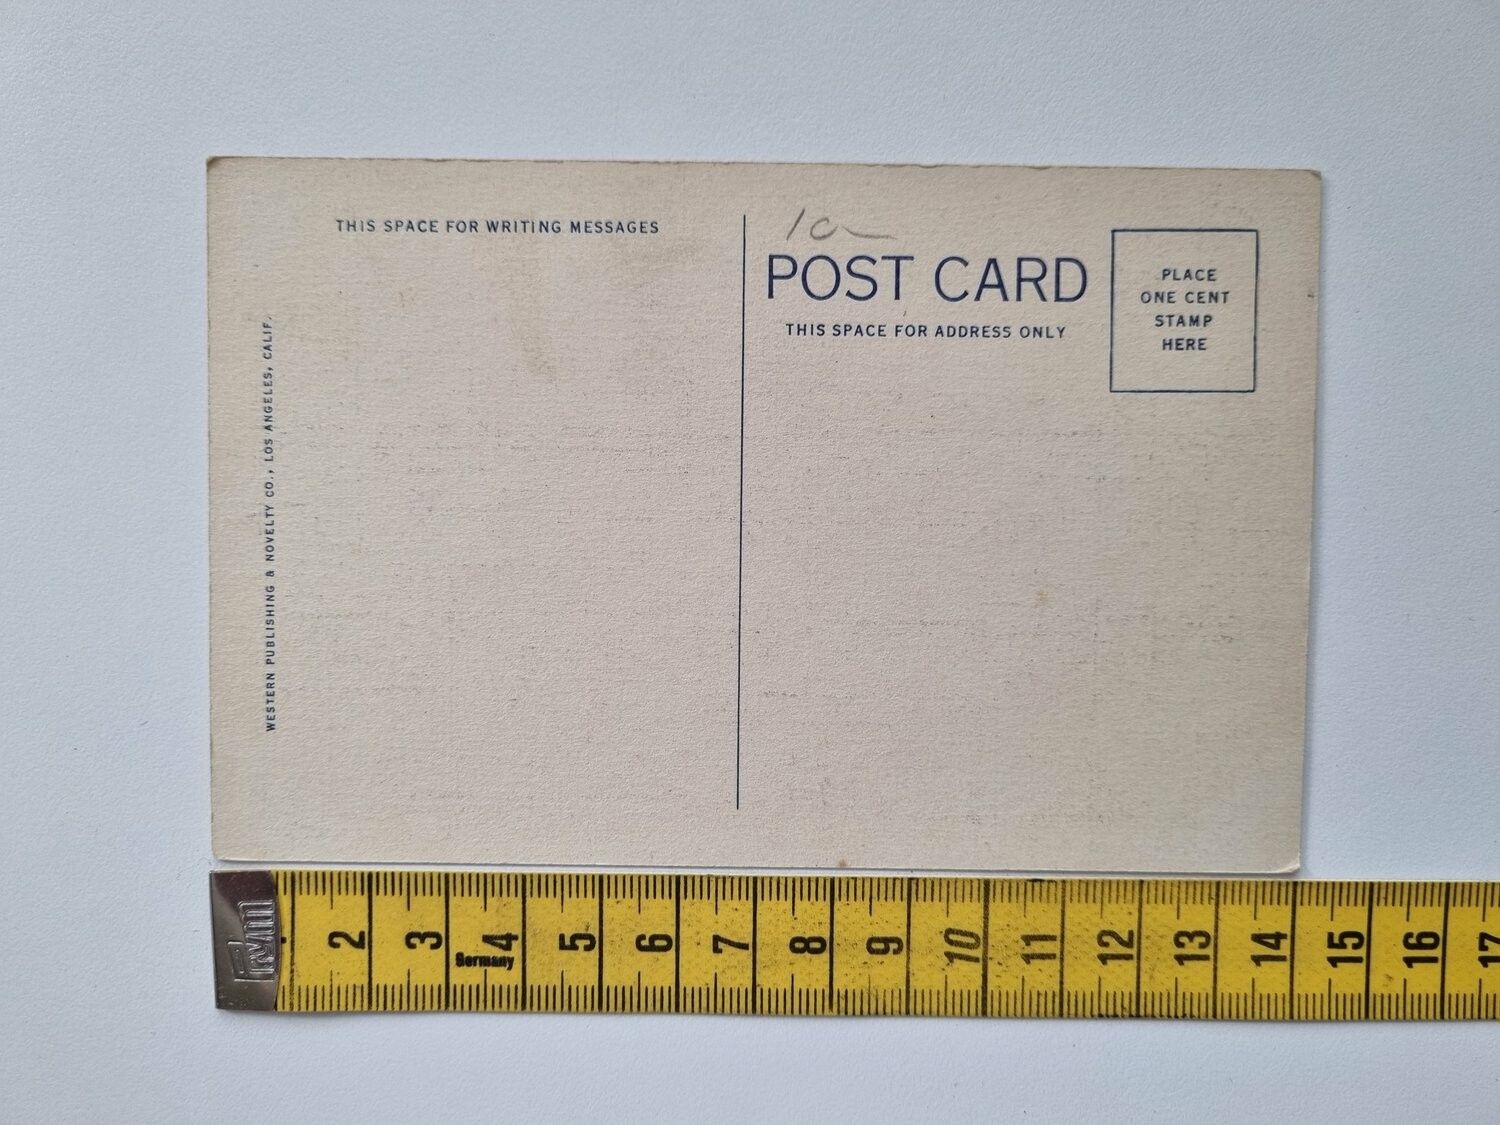 THIS SPACE FOR WRITING MESSAGES
WESTERN PUBLISHING & NOVELTY CO., LOS ANGELES, CALIF.
POST CARD
THIS SPACE FOR ADDRESS ONLY
PLACE
ONE CENT
STAMP
HERE
Prym
2 3 4 5 6 7 8 9 10 11 12 13 14 15 16 17
Germany